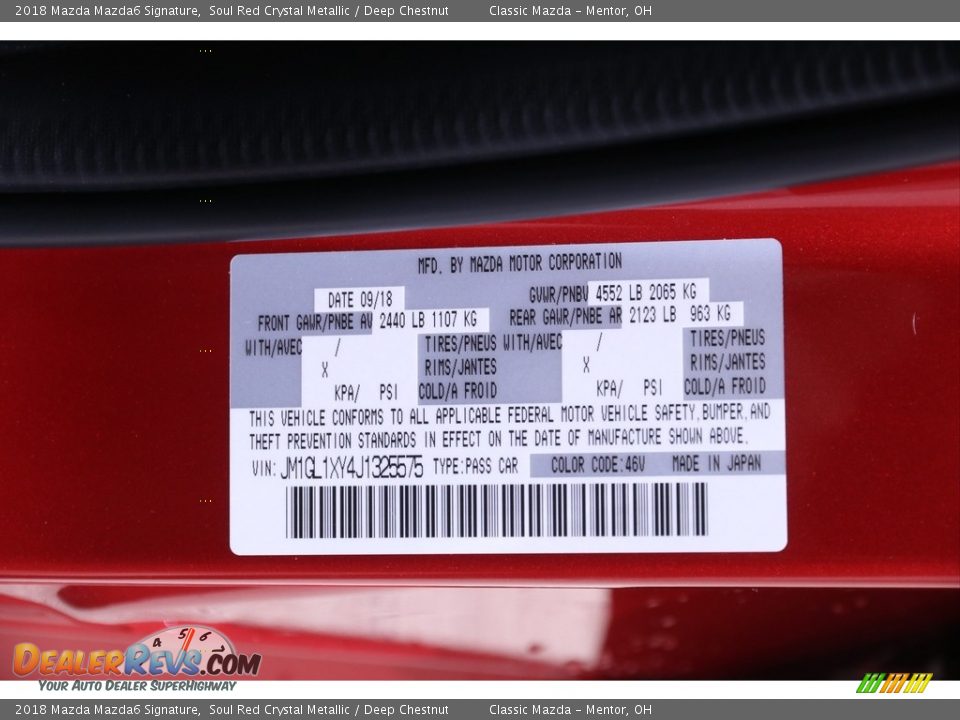 2018 Mazda Mazda6 Signature, Soul Red Crystal Metallic / Deep Chestnut Classic Mazda – Mentor, OH
MFD. BY MAZDA MOTOR CORPORATION
DATE 09/18 GVWR/PNBV 4552 LB 2065 KG
FRONT GAWR/PNBE AV 2440 LB 1107 KG REAR GAWR/PNBE AR 2123 LB 963 KG
WITH/AVEC / TIRES/PNEUS WITH/AVEC / TIRES/PNEUS
X RIMS/JANTES X RIMS/JANTES
KPA/ PSI COLD/A FROID KPA/ PSI COLD/A FROID
THIS VEHICLE CONFORMS TO ALL APPLICABLE FEDERAL MOTOR VEHICLE SAFETY,BUMPER,AND
THEFT PREVENTION STANDARDS IN EFFECT ON THE DATE OF MANUFACTURE SHOWN ABOVE.
VIN: JM1GL1XY4J1325575 TYPE:PASS CAR COLOR CODE:46V MADE IN JAPAN
4 5 6
DealerRevs.com
Your Auto Dealer SuperHighway
2018 Mazda Mazda6 Signature, Soul Red Crystal Metallic / Deep Chestnut Classic Mazda – Mentor, OH